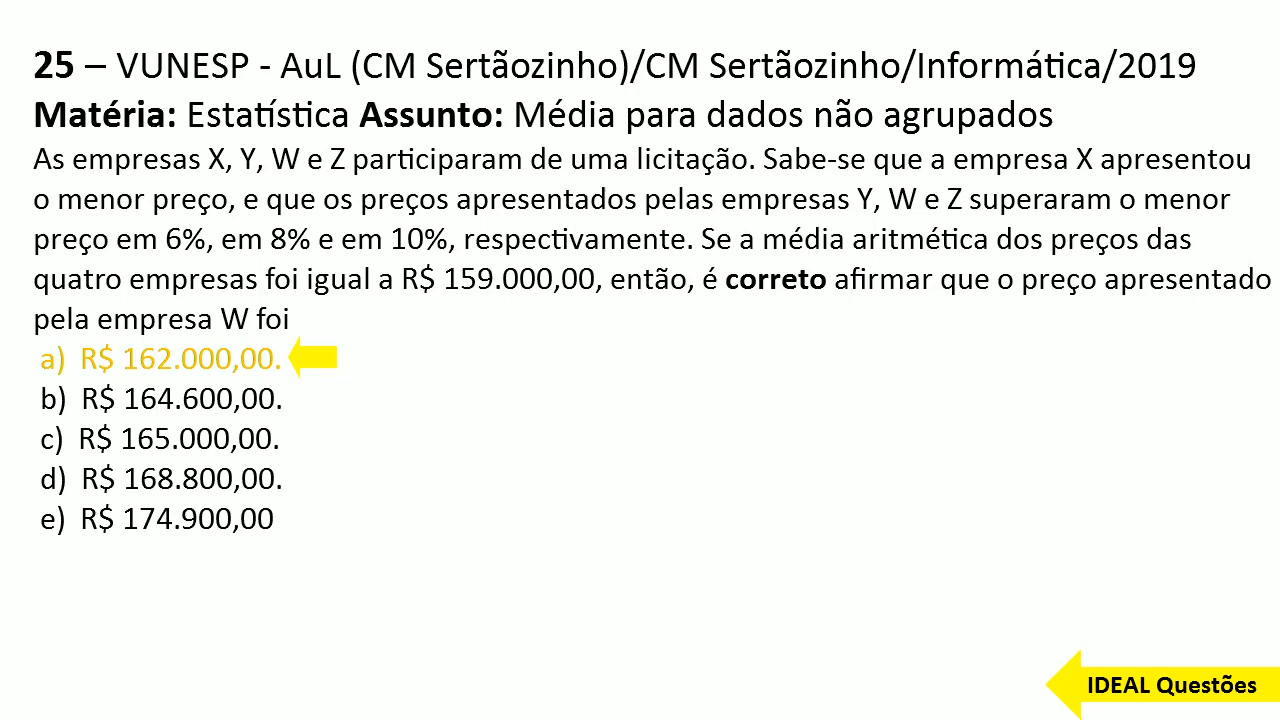 25 – VUNESP - AuL (CM Sertãozinho)/CM Sertãozinho/Informática/2019
Matéria: Estatística Assunto: Média para dados não agrupados
As empresas X, Y, W e Z participaram de uma licitação. Sabe-se que a empresa X apresentou
o menor preço, e que os preços apresentados pelas empresas Y, W e Z superaram o menor
preço em 6%, em 8% e em 10%, respectivamente. Se a média aritmética dos preços das
quatro empresas foi igual a R$ 159.000,00, então, é correto afirmar que o preço apresentado
pela empresa W foi
a) R$ 162.000,00.
b) R$ 164.600,00.
c) R$ 165.000,00.
d) R$ 168.800,00.
e) R$ 174.900,00
IDEAL Questões